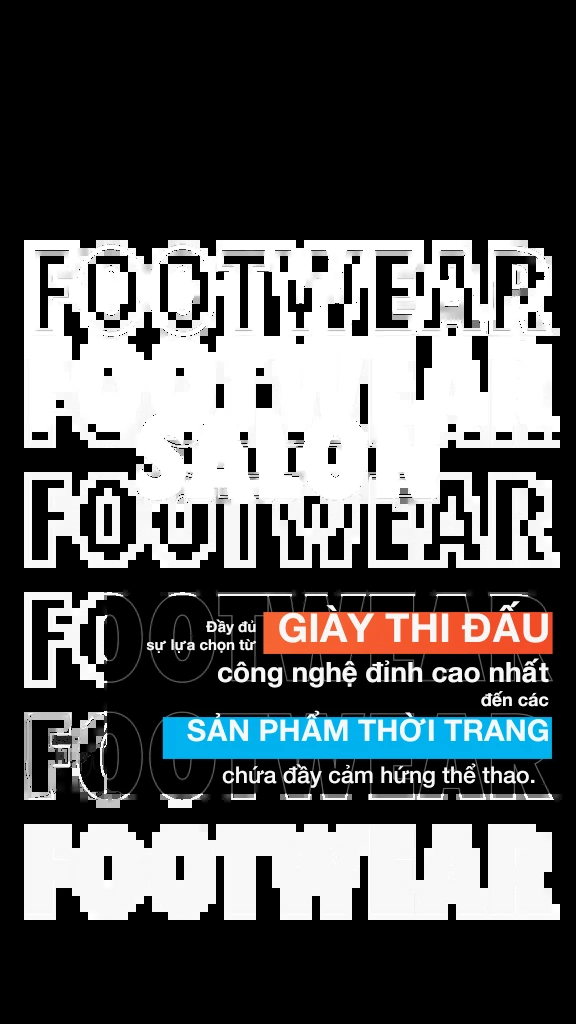 FOOTWEAR
FOOTWEAR
SALON
FOOTWEAR
FOOTWEAR
Đầy đủ
sự lựa chọn từ
GIÀY THI ĐẤU
công nghệ đỉnh cao nhất
đến các
SẢN PHẨM THỜI TRANG
FOOTWEAR
chứa đầy cảm hứng thể thao.
FOOTWEAR